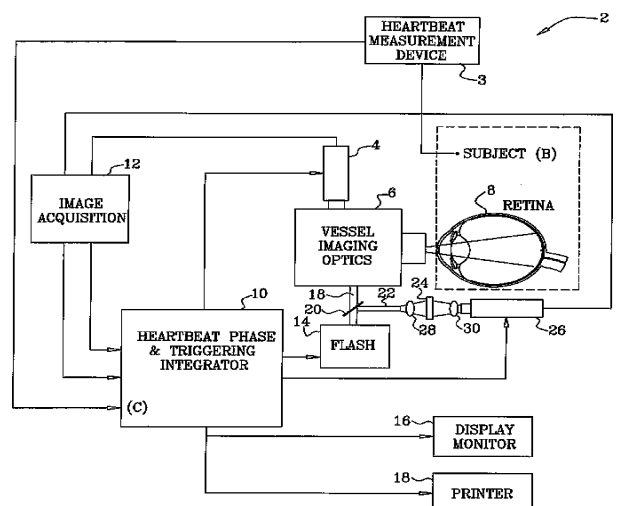 2
HEARTBEAT
MEASUREMENT
DEVICE
3
12
IMAGE
ACQUISITION
4
6
VESSEL
IMAGING
OPTICS
SUBJECT (B)
8
RETINA
10
HEARTBEAT PHASE
& TRIGGERING
INTEGRATOR
(C)
18
20
22
24
28
30
26
14
FLASH
16
DISPLAY
MONITOR
18
PRINTER